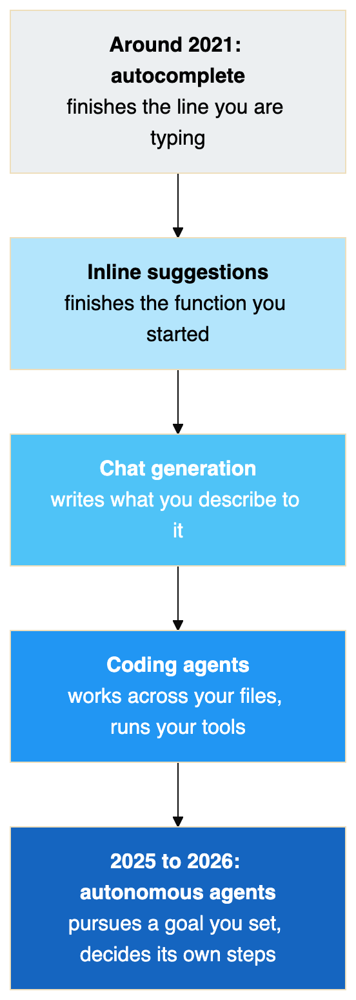 Around 2021:
autocomplete
finishes the line you are
typing
Inline suggestions
finishes the function you
started
Chat generation
writes what you describe to
it
Coding agents
works across your files,
runs your tools
2025 to 2026:
autonomous agents
pursues a goal you set,
decides its own steps